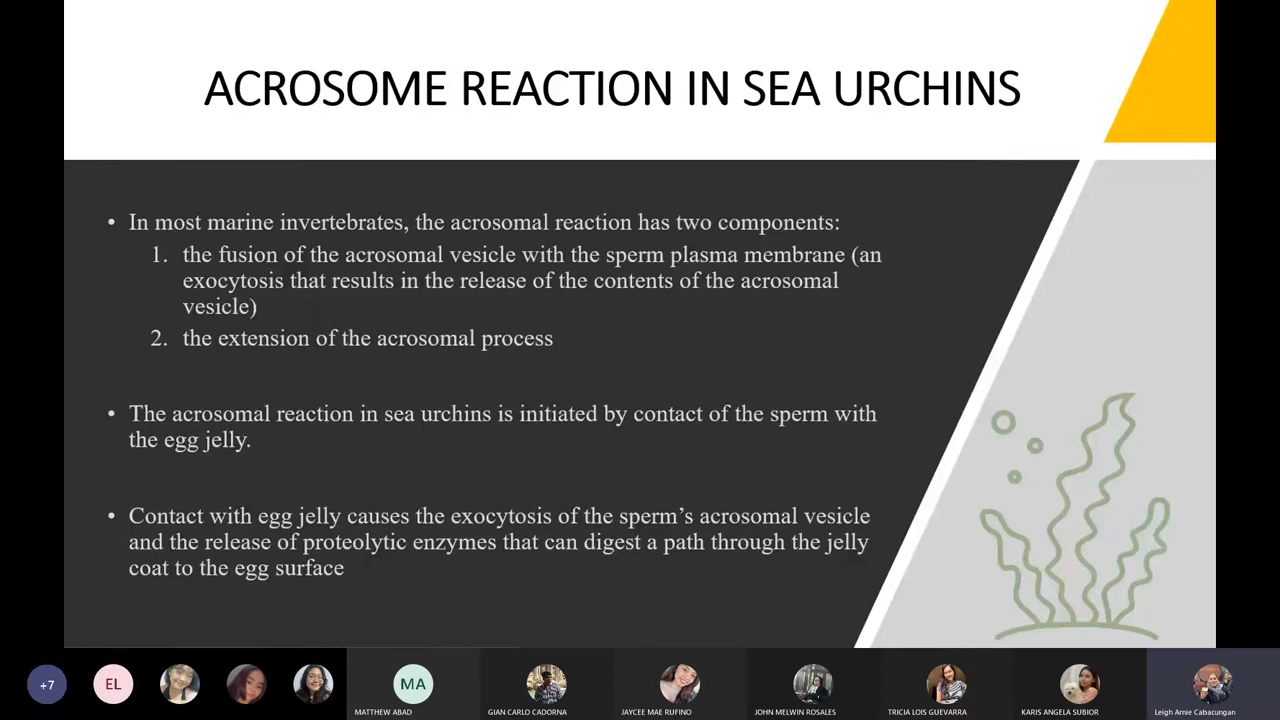 ACROSOME REACTION IN SEA URCHINS
• In most marine invertebrates, the acrosomal reaction has two components:
1. the fusion of the acrosomal vesicle with the sperm plasma membrane (an
exocytosis that results in the release of the contents of the acrosomal
vesicle)
2. the extension of the acrosomal process
• The acrosomal reaction in sea urchins is initiated by contact of the sperm with
the egg jelly.
• Contact with egg jelly causes the exocytosis of the sperm’s acrosomal vesicle
and the release of proteolytic enzymes that can digest a path through the jelly
coat to the egg surface
+7
EL
MA
MATTHEW ABAD
GIAN CARLO CADORNA
JAYCEE MAE RUFINO
JOHN MELWIN ROSALES
TRICIA LOIS GUEVARRA
KARIS ANGELA SUBIOR
Leigh Arnie Cabacungan